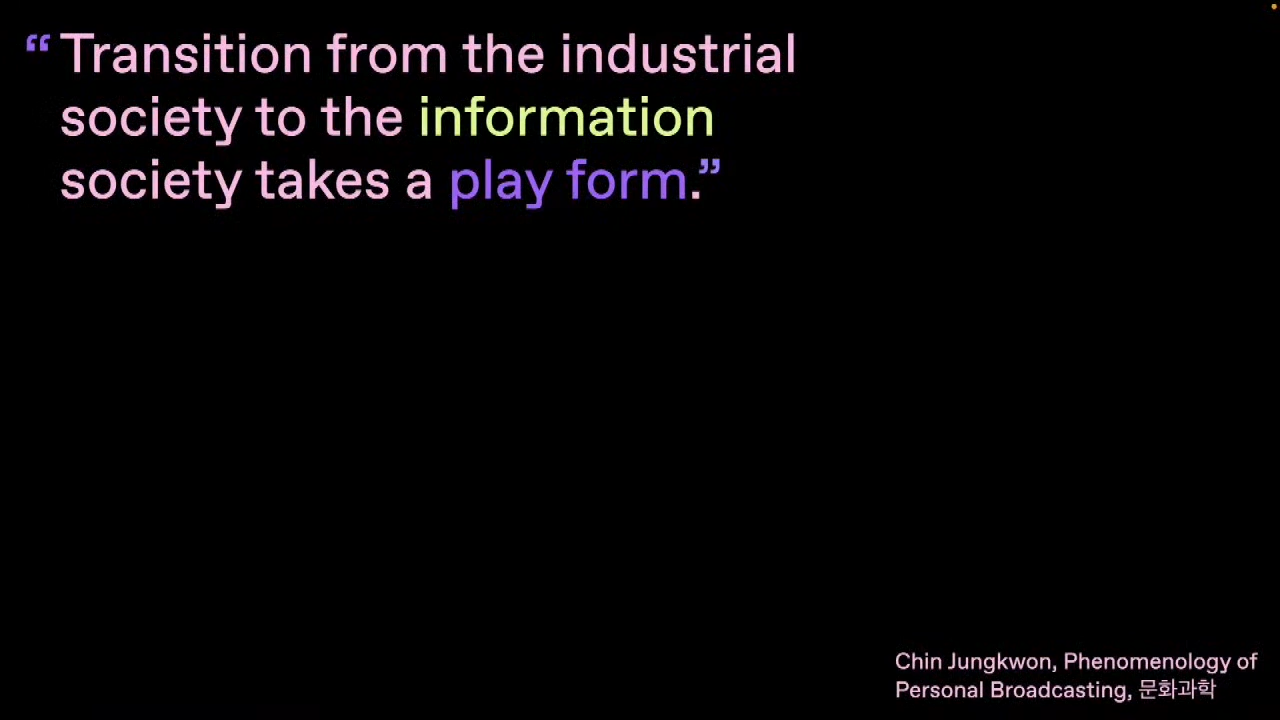 “Transition from the industrial
society to the information
society takes a play form.”
Chin Jungkwon, Phenomenology of
Personal Broadcasting, 문화과학